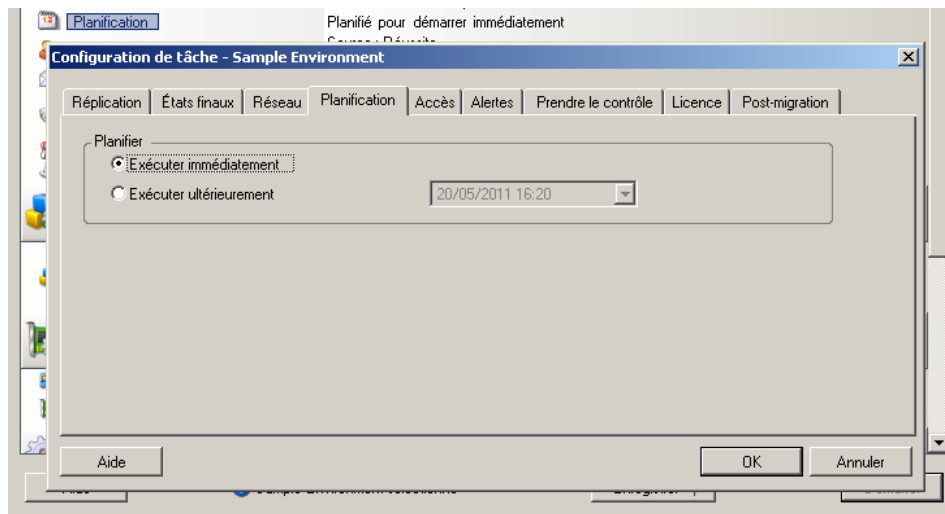 Planification
Planifié pour démarrer immédiatement
Configuration de tâche - Sample Environment
Réplication États finaux Réseau Planification Accès Alertes Prendre le contrôle Licence Post-migration
Planifier
Exécuter immédiatement
Exécuter ultérieurement 20/05/2011 16:20
Aide OK Annuler